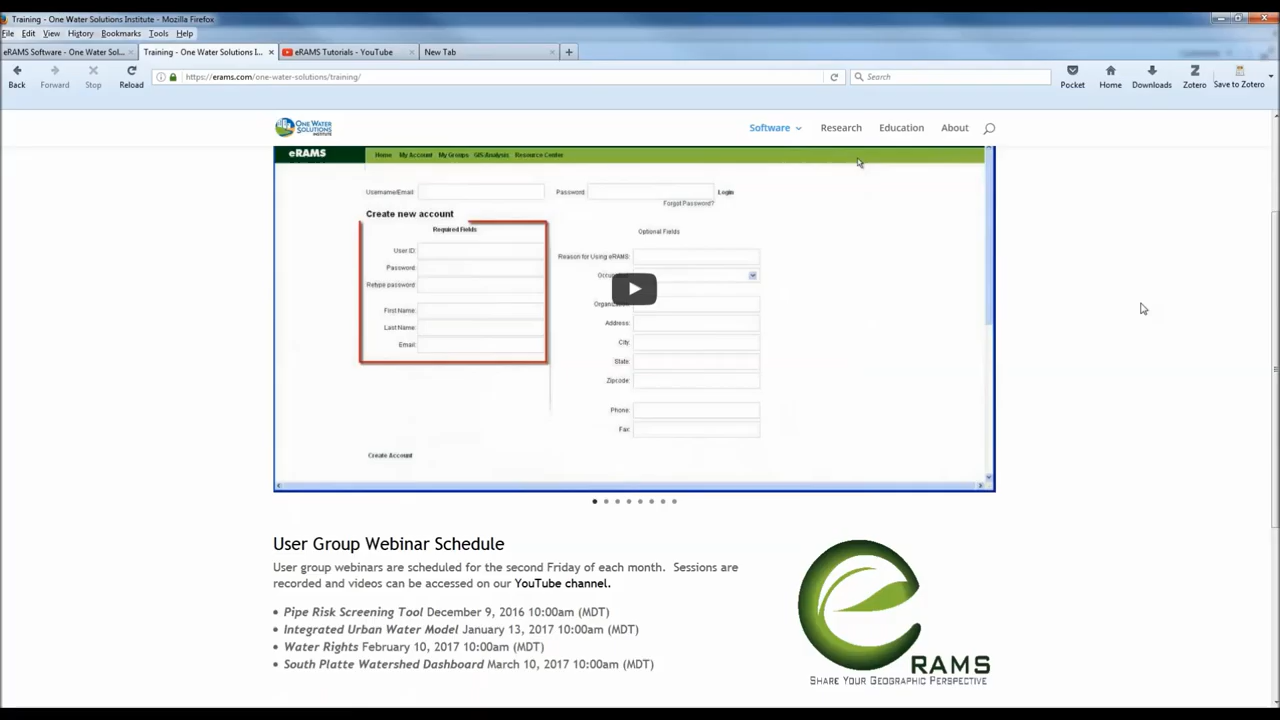 Training - One Water Solutions Institute - Mozilla Firefox
File Edit View History Bookmarks Tools Help
eRAMS Software - One Water Sol... Training - One Water Solutions I... eRAMS Tutorials - YouTube New Tab
https://erams.com/one-water-solutions/training/ Search
Back Forward Stop Reload Pocket Home Downloads Zotero Save to Zotero
ONE WATER SOLUTIONS INSTITUTE Software Research Education About
eRAMS Home My Account My Groups GIS-Analysis Resource Center
Username/Email Password Login
Forgot Password?
Create new account
Required Fields Optional Fields
User ID:
Reason for Using eRAMS:
Password:
Retype password:
Organization:
First Name:
Address:
Last Name:
City:
Email:
State:
Zipcode:
Phone:
Fax:
Create Account
User Group Webinar Schedule
User group webinars are scheduled for the second Friday of each month. Sessions are
recorded and videos can be accessed on our YouTube channel.
• Pipe Risk Screening Tool December 9, 2016 10:00am (MDT)
• Integrated Urban Water Model January 13, 2017 10:00am (MDT)
• Water Rights February 10, 2017 10:00am (MDT)
• South Platte Watershed Dashboard March 10, 2017 10:00am (MDT)
eRAMS
SHARE YOUR GEOGRAPHIC PERSPECTIVE